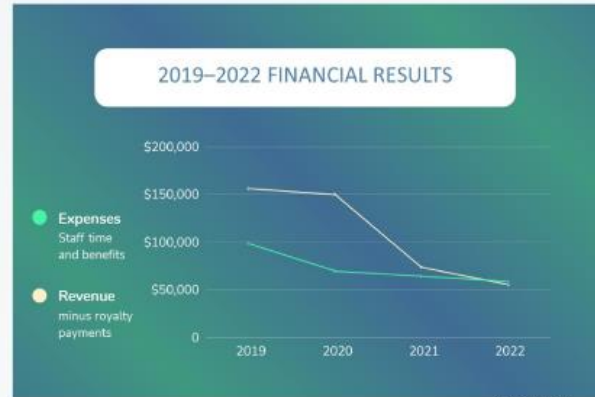 2019–2022 FINANCIAL RESULTS
$200,000
$150,000
$100,000
$50,000
0
2019 2020 2021 2022
Expenses
Staff time
and benefits
Revenue
minus royalty
payments